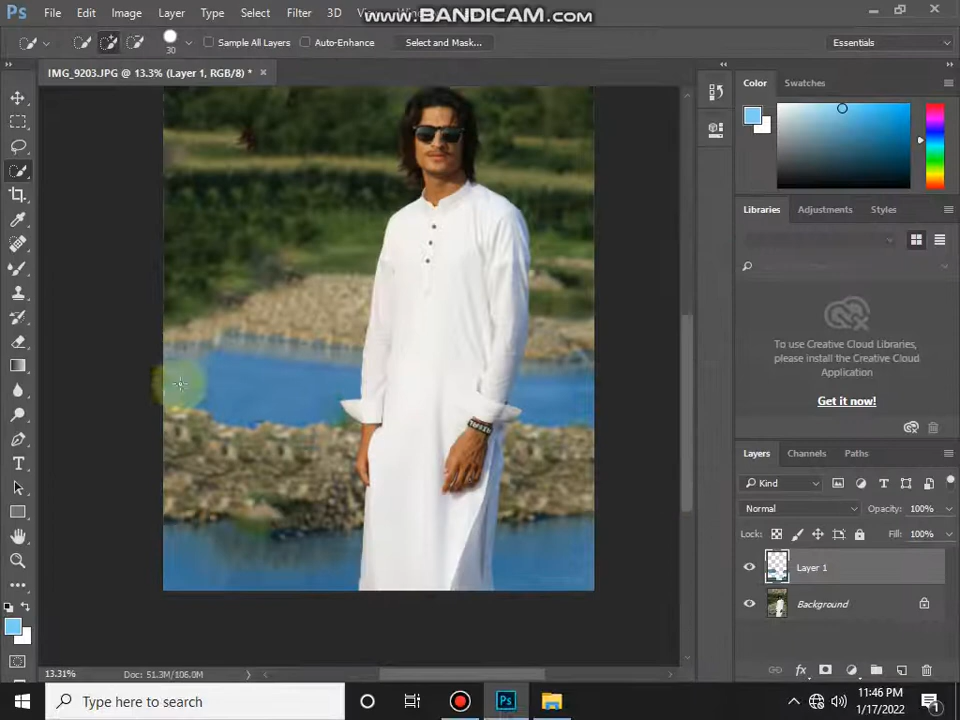 Ps File Edit Image Layer Type Select Filter 3D
www.BANDICAM.com
30 Sample All Layers Auto-Enhance Select and Mask... Essentials
IMG_9203.JPG @ 13.3% (Layer 1, RGB/8) *
Color Swatches
Libraries Adjustments Styles
To use Creative Cloud Libraries,
please install the Creative Cloud
Application
Get it now!
Layers Channels Paths
Kind
Normal Opacity: 100%
Lock: Fill: 100%
Layer 1
Background
13.31% Doc: 51.3M/106.0M
Type here to search
Ps
11:46 PM
1/17/2022
1